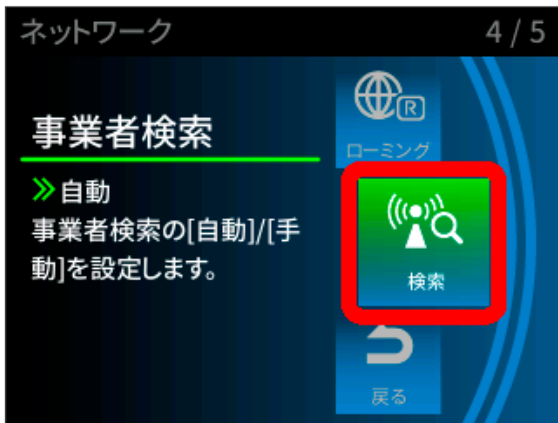 ネットワーク 4 / 5
事業者検索
自動
事業者検索の[自動]/[手
動]を設定します。
R
ローミング
検索
戻る